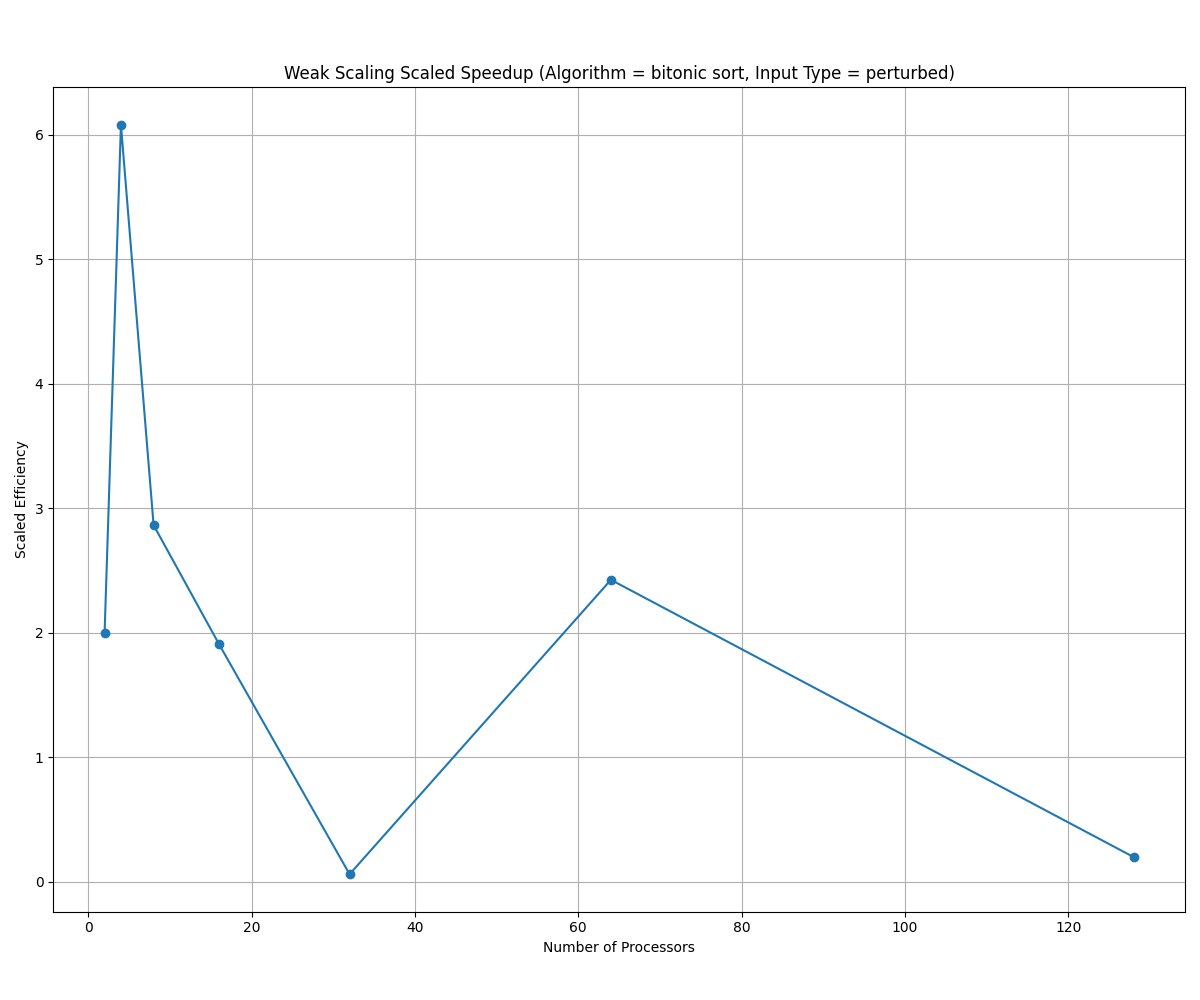 Weak Scaling Scaled Speedup (Algorithm = bitonic sort, Input Type = perturbed)
Scaled Efficiency
6
5
4
3
2
1
0
0 20 40 60 80 100 120
Number of Processors